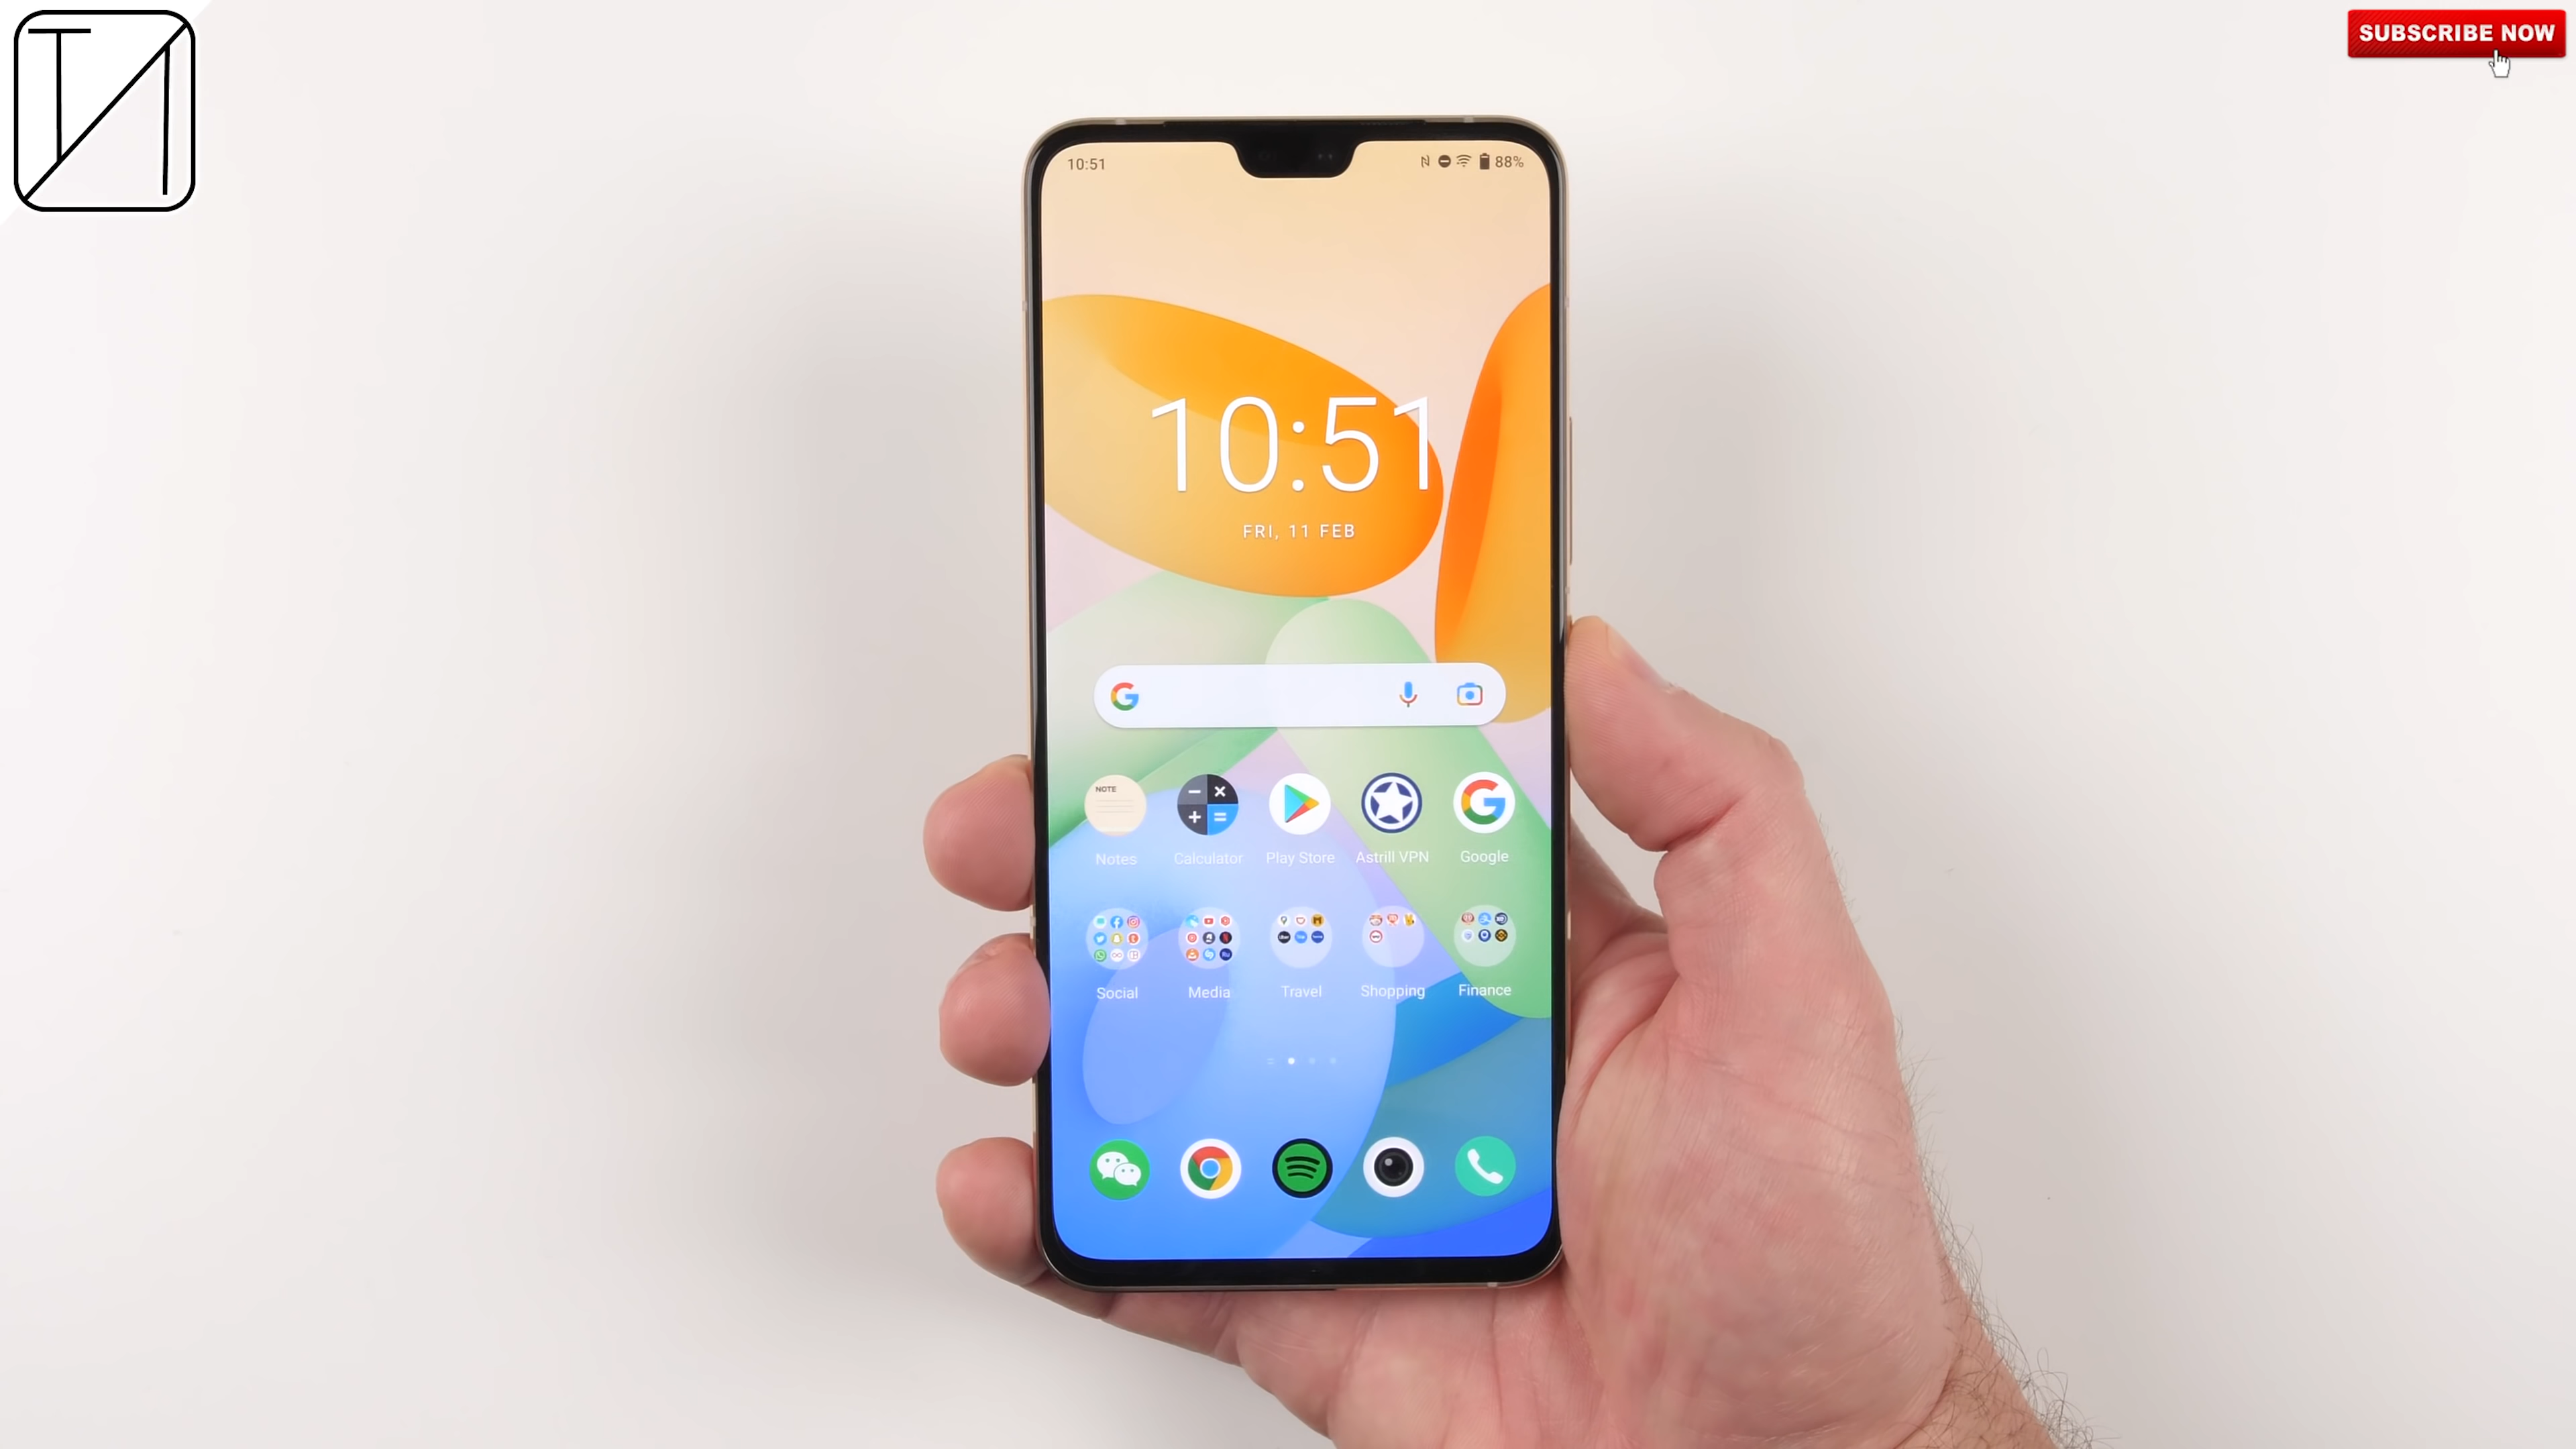 SUBSCRIBE NOW
10:51
88%
10:51
FRI, 11 FEB
NOTE
Notes
Calculator
Play Store
Astrill VPN
Google
Social
Media
Travel
Shopping
Finance